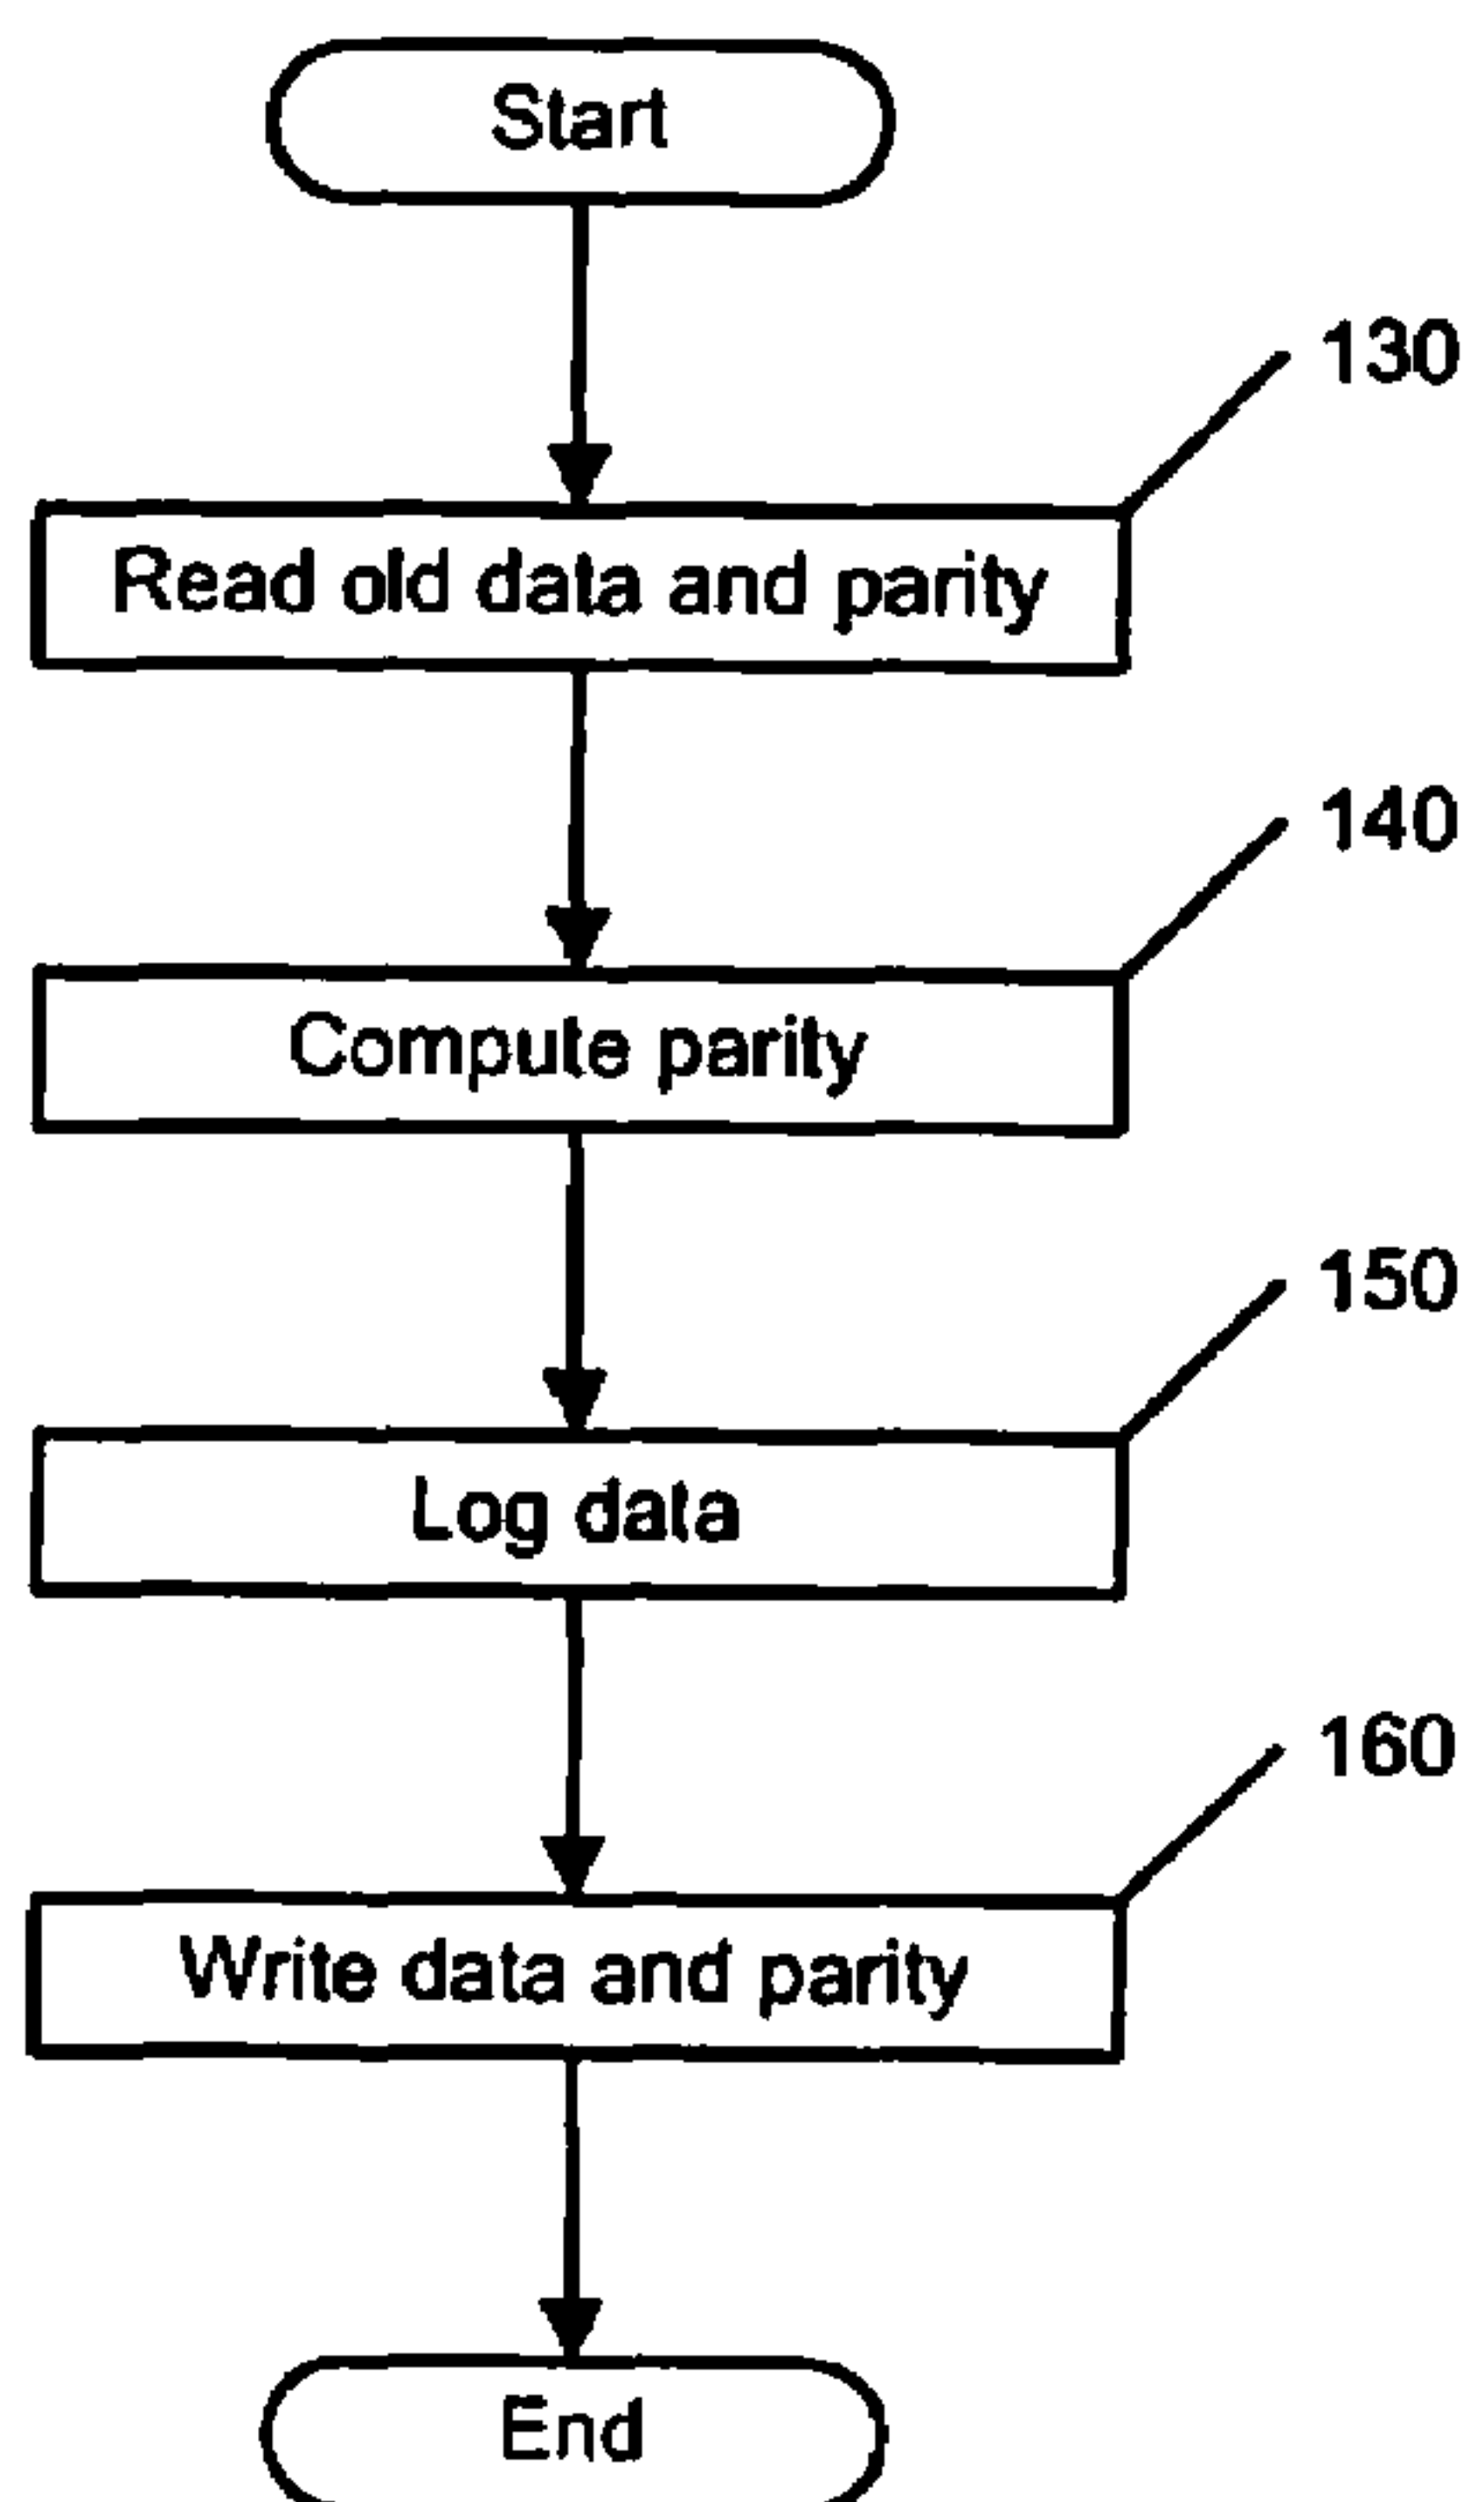 Start
130
Read old data and parity
140
Compute parity
150
Log data
160
Write data and parity
End